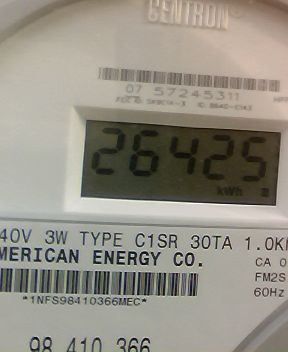 CENTRON®
07 57245311
26425
kWh
40V 3W TYPE C1SR 30TA 1.0K
MERICAN ENERGY CO.
CA 0
FM2S
60Hz
*1NFS98410366MEC*
98 410 366